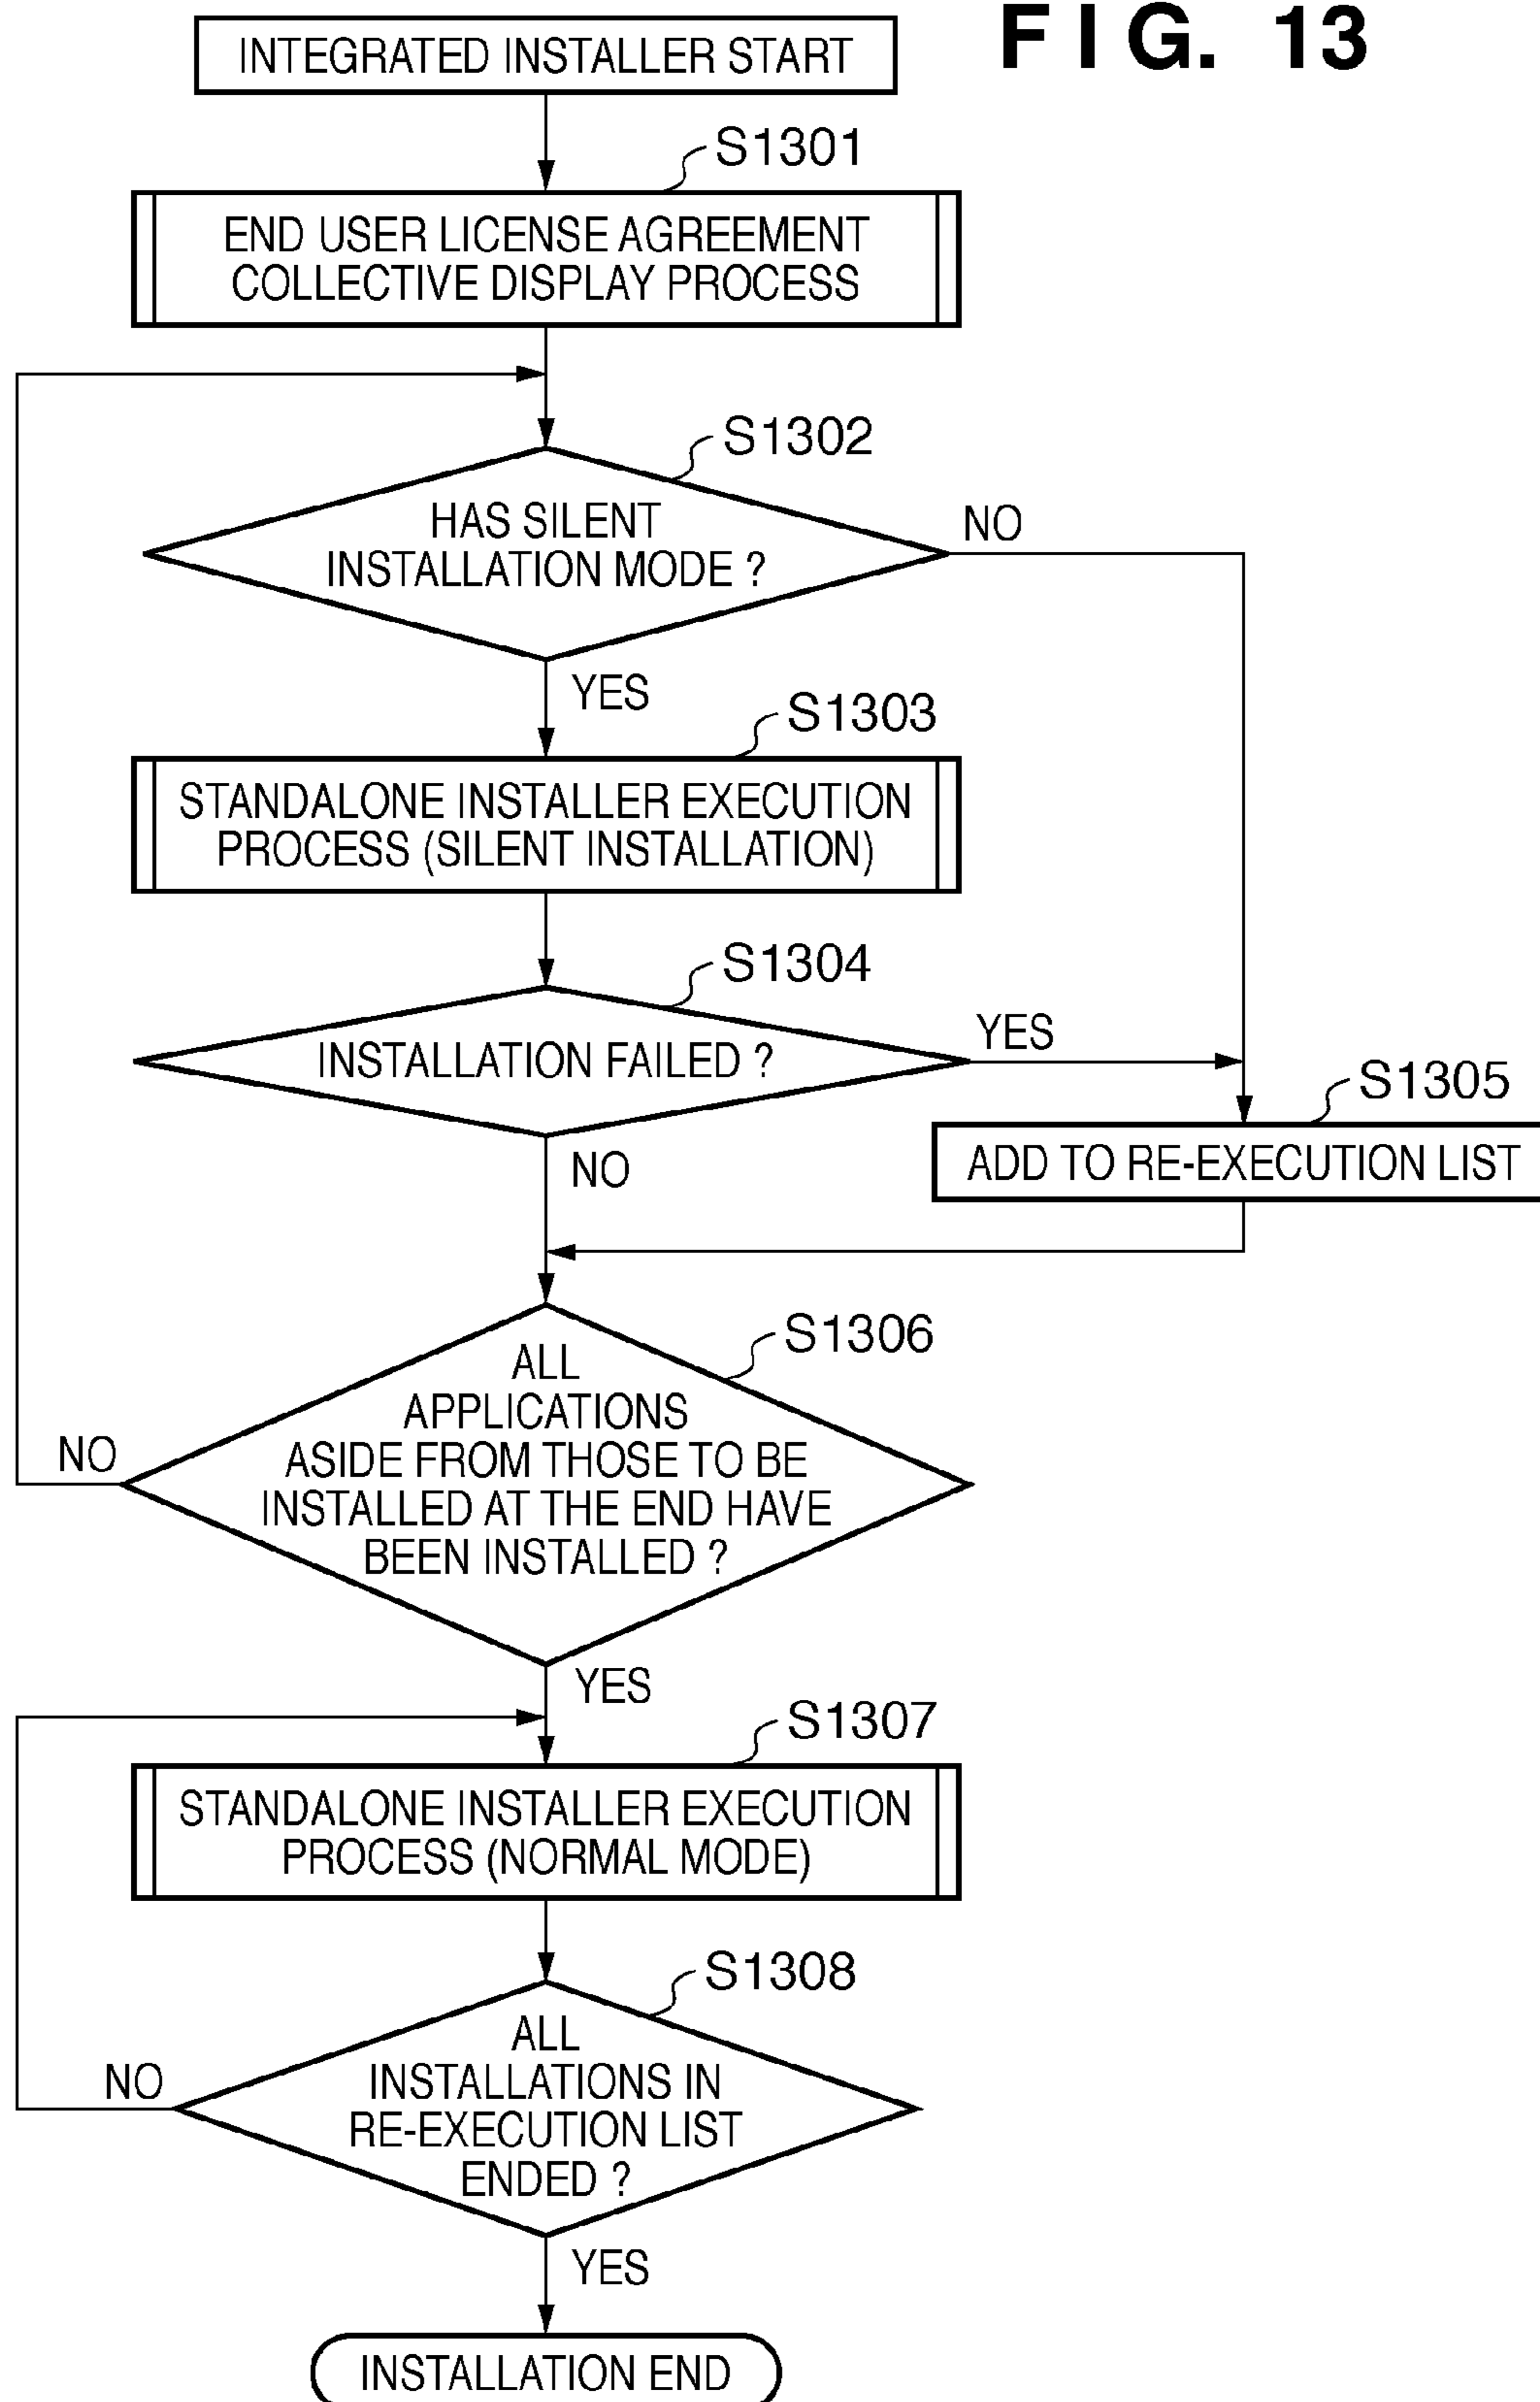 FIG. 13
INTEGRATED INSTALLER START
S1301
END USER LICENSE AGREEMENT
COLLECTIVE DISPLAY PROCESS
S1302
HAS SILENT
INSTALLATION MODE ?
NO
YES
S1303
STANDALONE INSTALLER EXECUTION
PROCESS (SILENT INSTALLATION)
S1304
INSTALLATION FAILED ?
YES
NO
S1305
ADD TO RE-EXECUTION LIST
S1306
ALL
APPLICATIONS
ASIDE FROM THOSE TO BE
INSTALLED AT THE END HAVE
BEEN INSTALLED ?
NO
YES
S1307
STANDALONE INSTALLER EXECUTION
PROCESS (NORMAL MODE)
S1308
ALL
INSTALLATIONS IN
RE-EXECUTION LIST
ENDED ?
NO
YES
INSTALLATION END